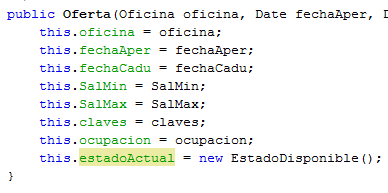 public Oferta(Oficina oficina, Date fechaAper,
this.oficina = oficina;
this.fechaAper = fechaAper;
this.fechaCadu = fechaCadu;
this.SalMin = SalMin;
this.SalMax = SalMax;
this.claves = claves;
this.ocupacion = ocupacion;
this.estadoActual = new EstadoDisponible();
}